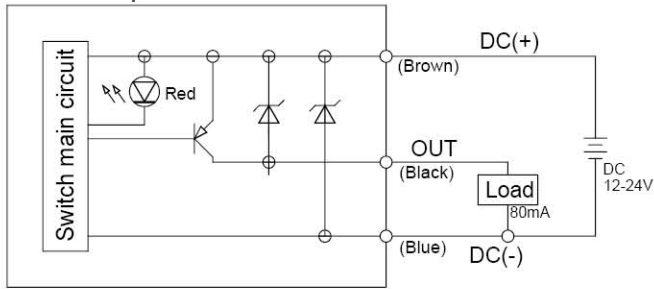 DC(+)
(Brown)
Switch main circuit
Red
OUT
(Black)
DC
12-24V
Load
80mA
(Blue)
DC(-)